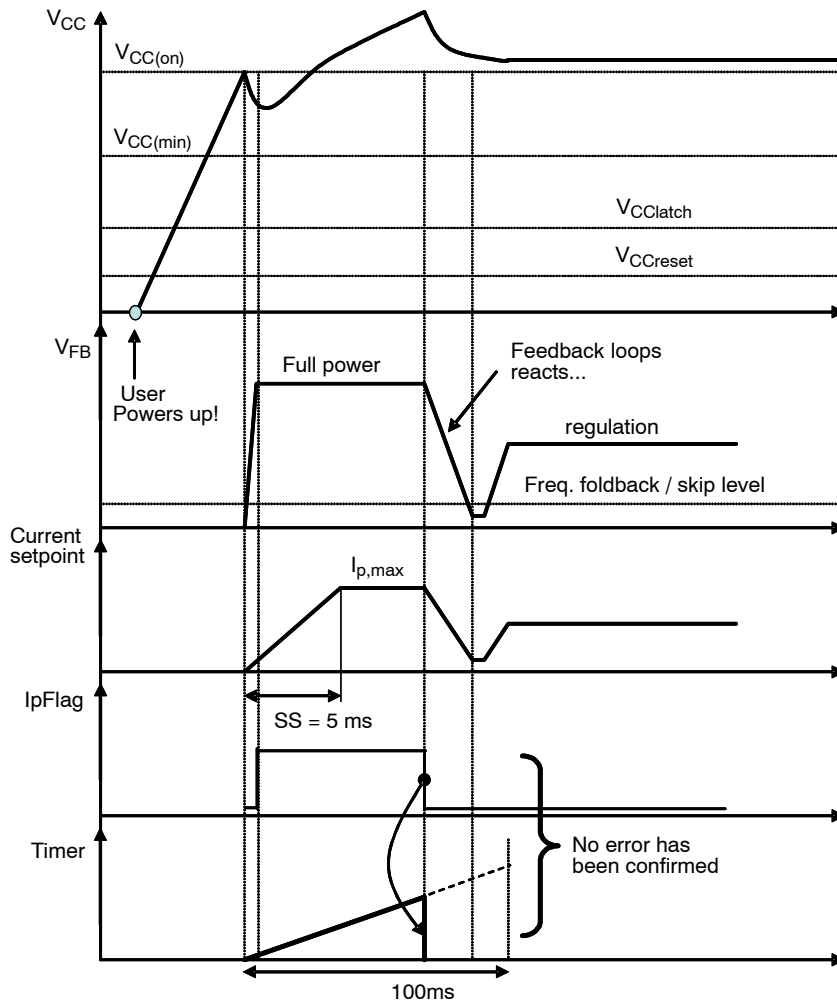 VCC
VCC(on)
VCC(min)
VCClatch
VCCreset
VFB
User
Powers up!
Full power
Feedback loops
reacts...
regulation
Freq. foldback / skip level
Current
setpoint
Ip,max
SS = 5 ms
IpFlag
Timer
No error has
been confirmed
100ms